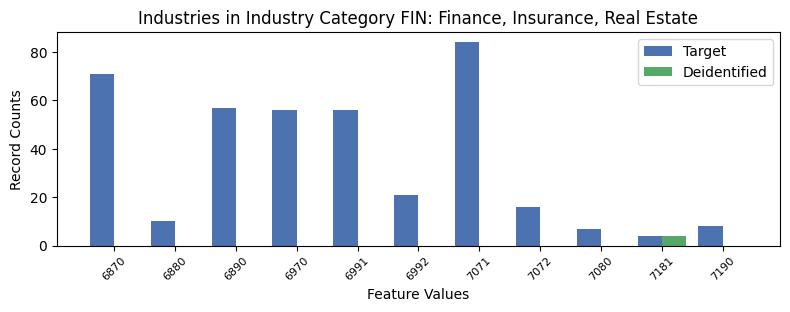 Industries in Industry Category FIN: Finance, Insurance, Real Estate
Target
Deidentified
Record Counts
80
60
40
20
0
6870 6880 6890 6970 6991 6992 7071 7072 7080 7181 7190
Feature Values